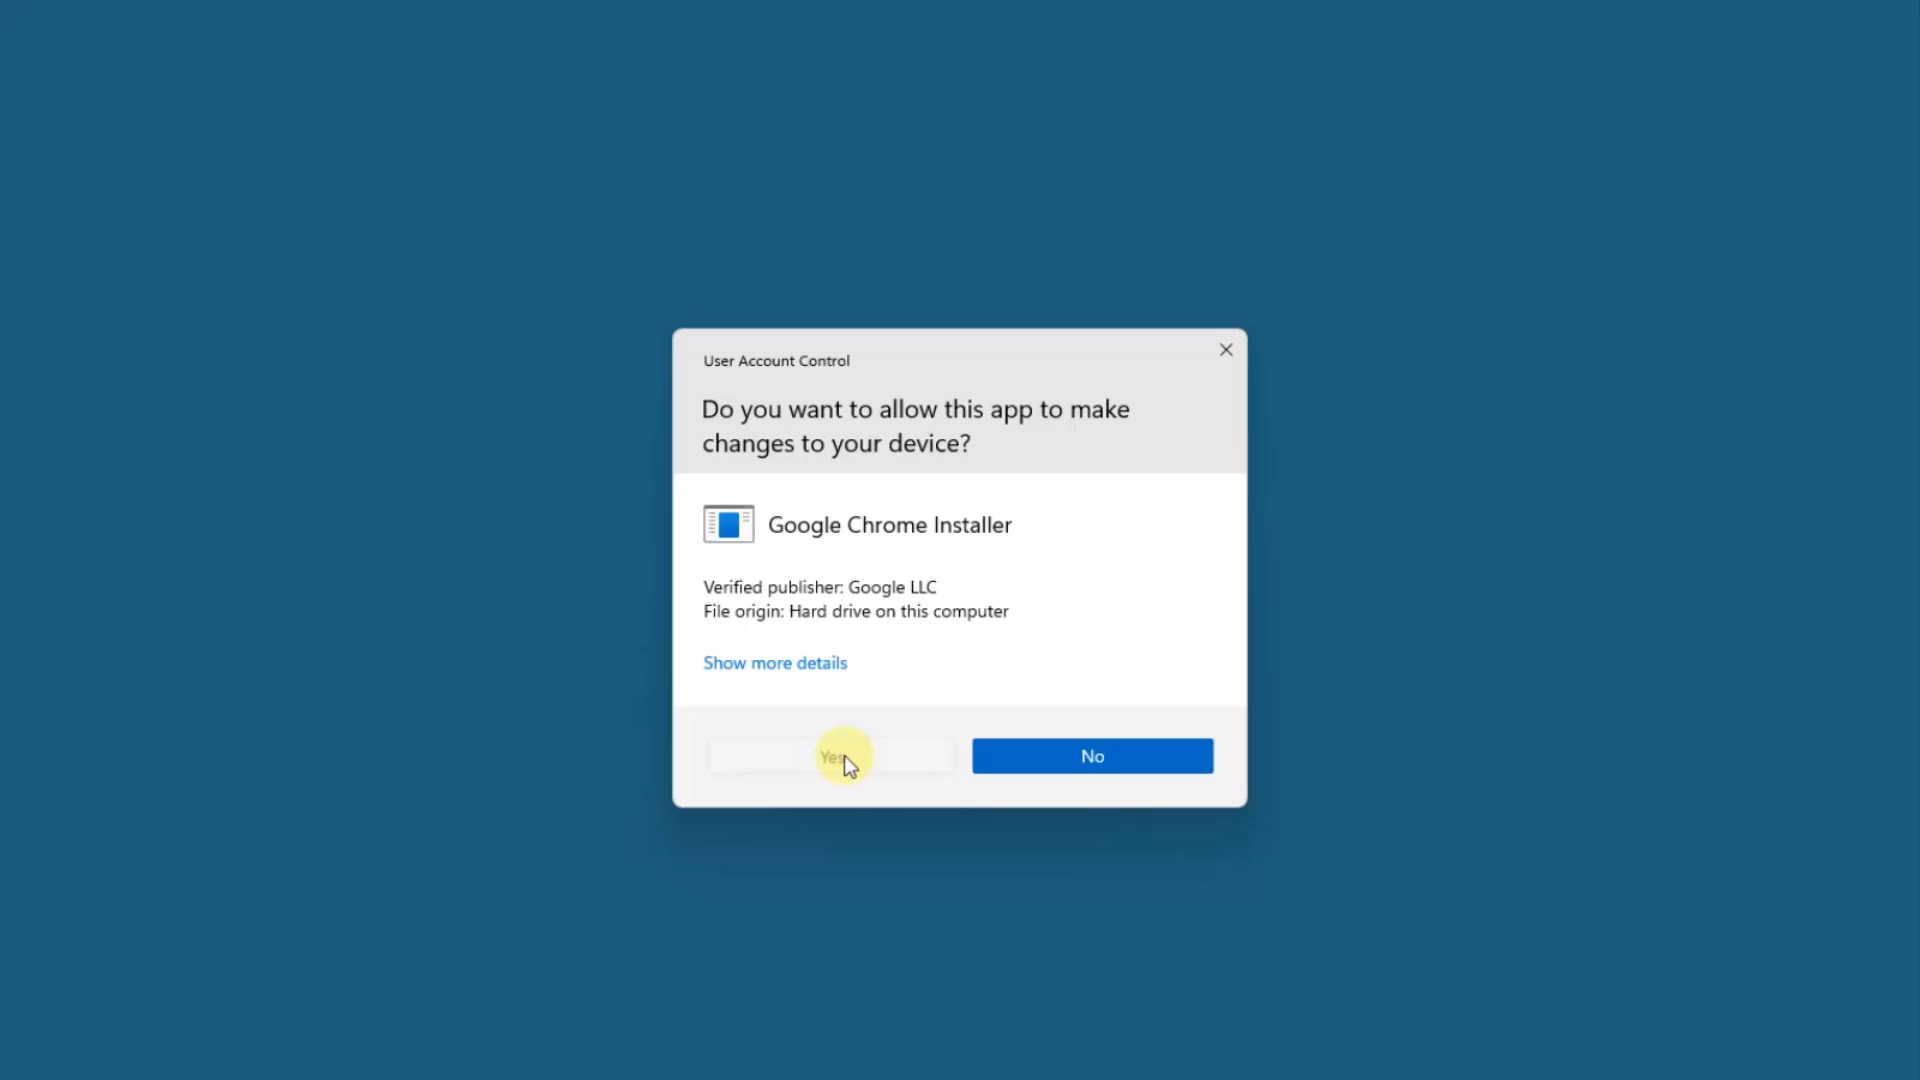 User Account Control
Do you want to allow this app to make
changes to your device?
Google Chrome Installer
Verified publisher: Google LLC
File origin: Hard drive on this computer
Show more details
Yes
No